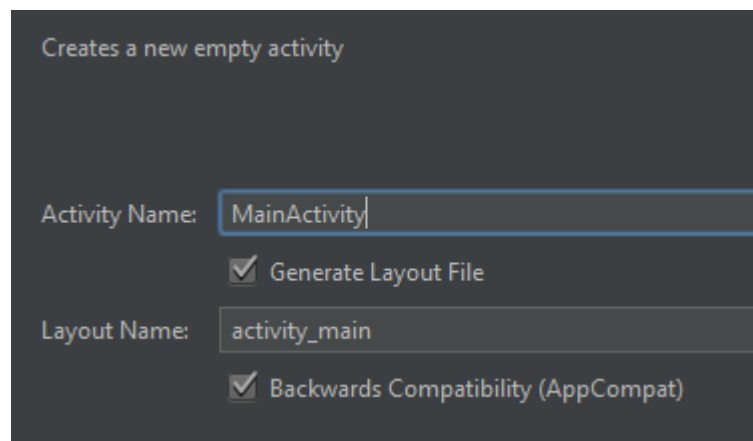 Creates a new empty activity
Activity Name: MainActivity
Generate Layout File
Layout Name: activity_main
Backwards Compatibility (AppCompat)